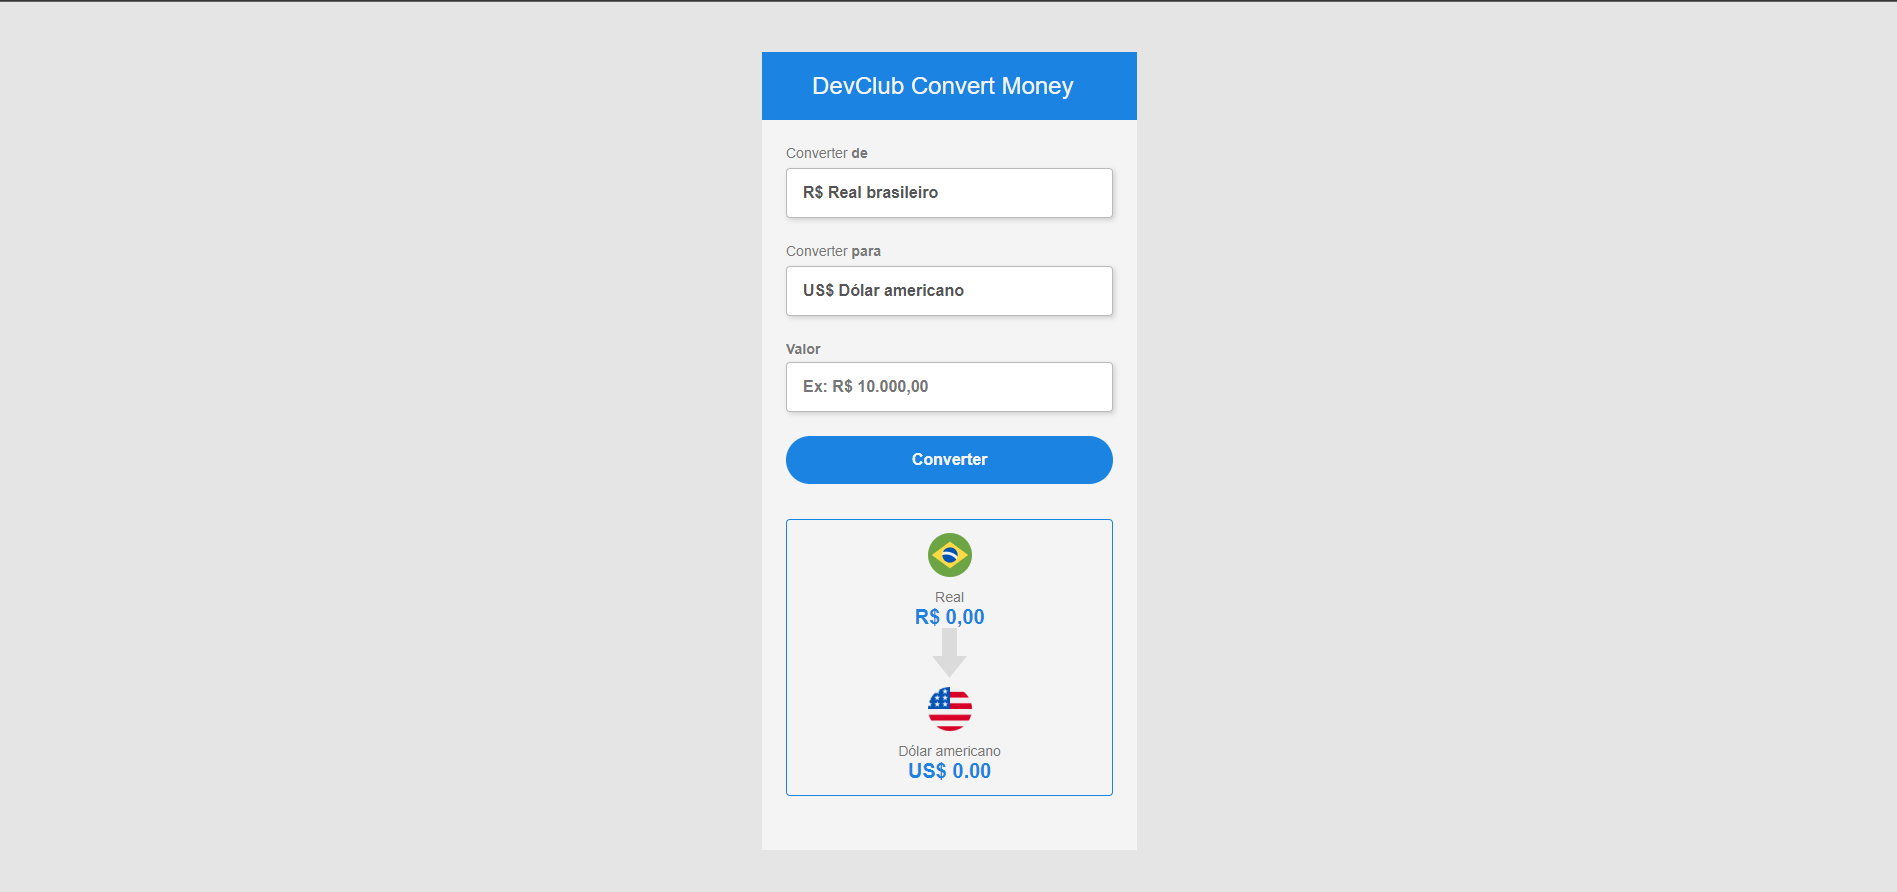 DevClub Convert Money
Converter de
R$ Real brasileiro
Converter para
US$ Dólar americano
Valor
Ex: R$ 10.000,00
Converter
Real
R$ 0,00
Dólar americano
US$ 0.00